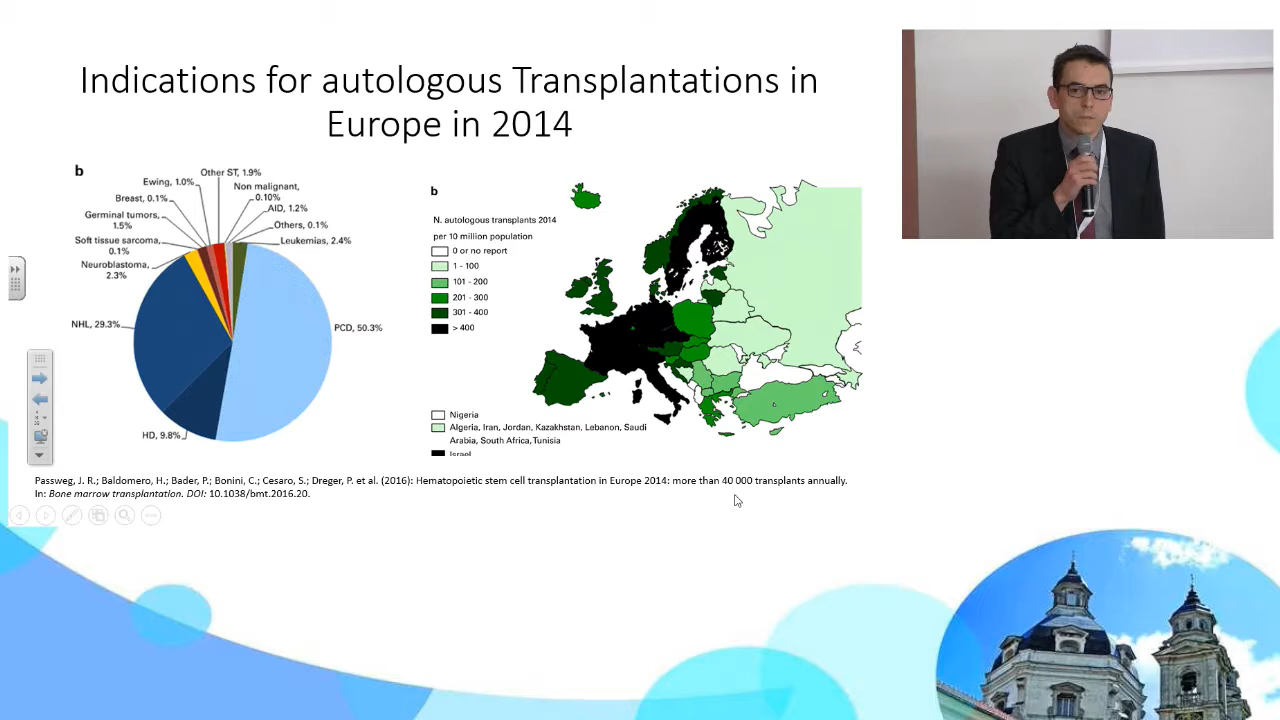 Indications for autologous Transplantations in
Europe in 2014
b
Other ST, 1.9%
Ewing, 1.0%
Non malignant,
0.10%
Breast, 0.1%
AID, 1.2%
Germinal tumors,
1.5%
Others, 0.1%
Soft tissue sarcoma,
0.1%
Leukemias, 2.4%
Neuroblastoma,
2.3%
NHL, 29.3%
PCD, 50.3%
HD, 9.8%
b
N. autologous transplants 2014
per 10 million population
0 or no report
1 - 100
101 - 200
201 - 300
301 - 400
> 400
Nigeria
Algeria, Iran, Jordan, Kazakhstan, Lebanon, Saudi
Arabia, South Africa, Tunisia
Israel
Passweg, J. R.; Baldomero, H.; Bader, P.; Bonini, C.; Cesaro, S.; Dreger, P. et al. (2016): Hematopoietic stem cell transplantation in Europe 2014: more than 40 000 transplants annually.
In: Bone marrow transplantation. DOI: 10.1038/bmt.2016.20.